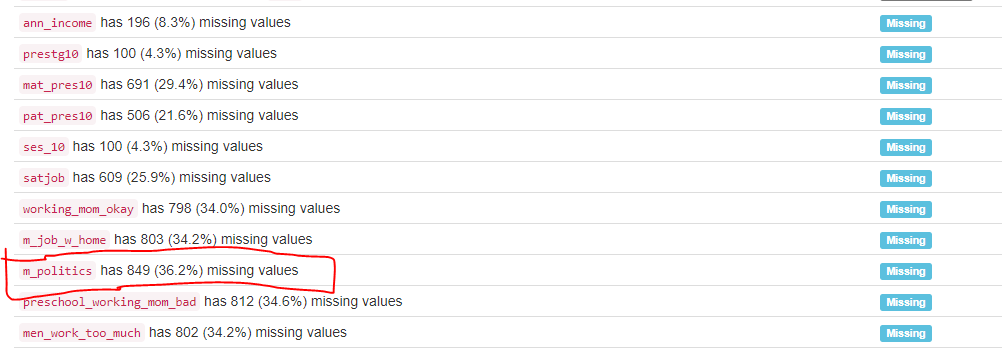 ann_income has 196 (8.3%) missing values Missing
prestg10 has 100 (4.3%) missing values Missing
mat_pres10 has 691 (29.4%) missing values Missing
pat_pres10 has 506 (21.6%) missing values Missing
ses_10 has 100 (4.3%) missing values Missing
satjob has 609 (25.9%) missing values Missing
working_mom_okay has 798 (34.0%) missing values Missing
m_job_w_home has 803 (34.2%) missing values Missing
m_politics has 849 (36.2%) missing values Missing
preschool_working_mom_bad has 812 (34.6%) missing values Missing
men_work_too_much has 802 (34.2%) missing values Missing